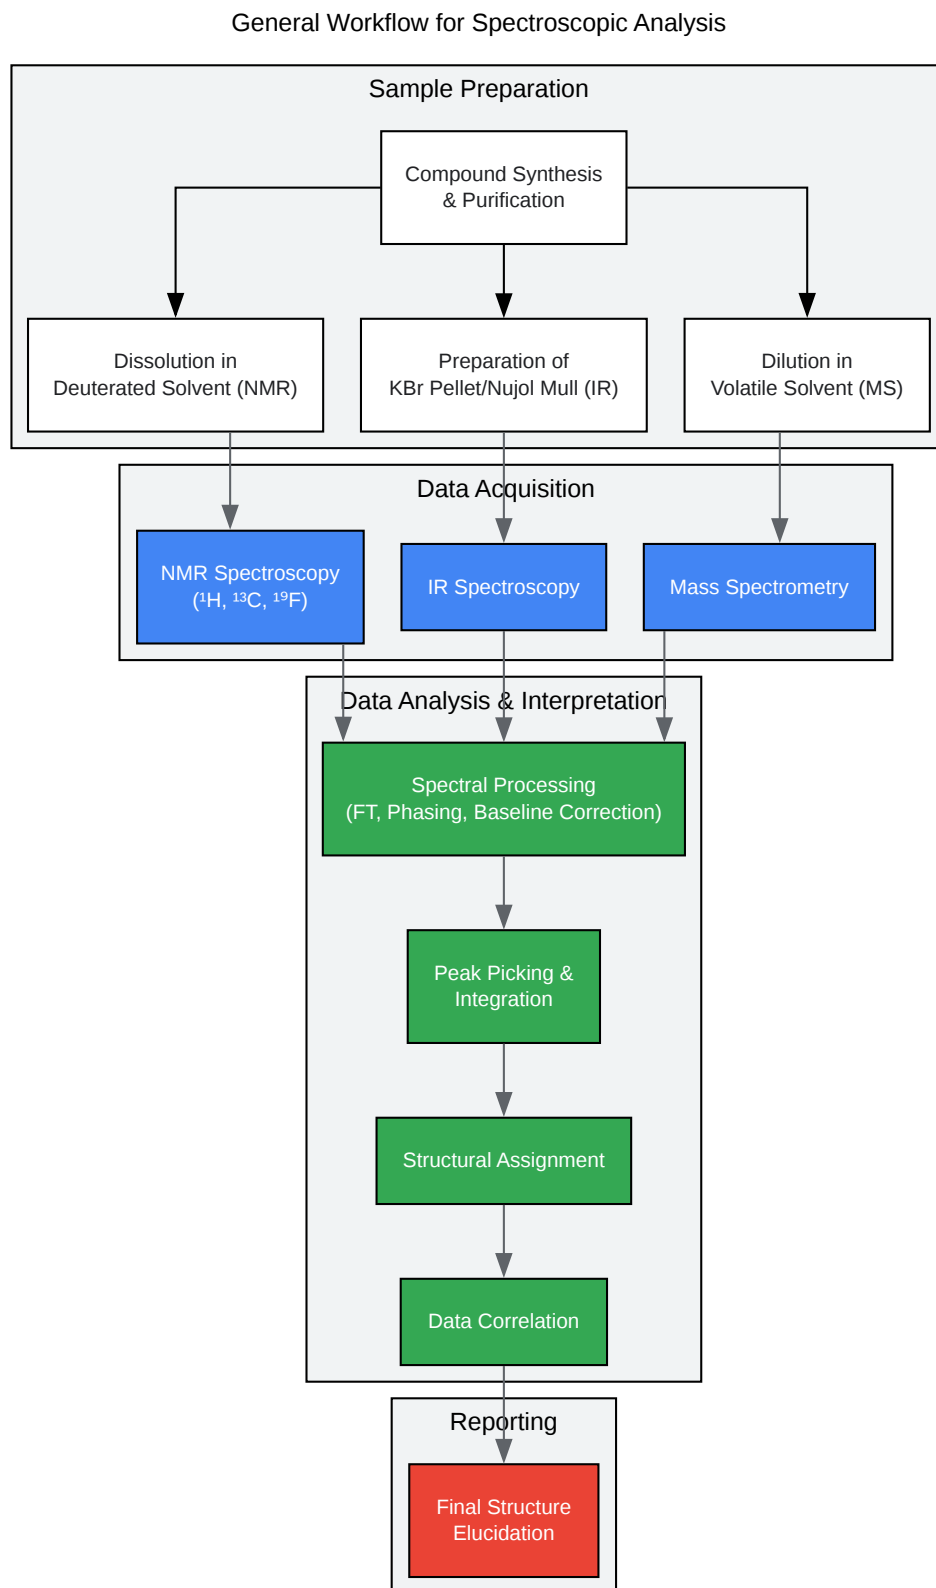 General Workflow for Spectroscopic Analysis
Sample Preparation
Compound Synthesis
& Purification
Dissolution in
Deuterated Solvent (NMR)
Preparation of
KBr Pellet/Nujol Mull (IR)
Dilution in
Volatile Solvent (MS)
Data Acquisition
NMR Spectroscopy
(¹H, ¹³C, ¹⁹F)
IR Spectroscopy
Mass Spectrometry
Data Analysis & Interpretation
Spectral Processing
(FT, Phasing, Baseline Correction)
Peak Picking &
Integration
Structural Assignment
Data Correlation
Reporting
Final Structure
Elucidation